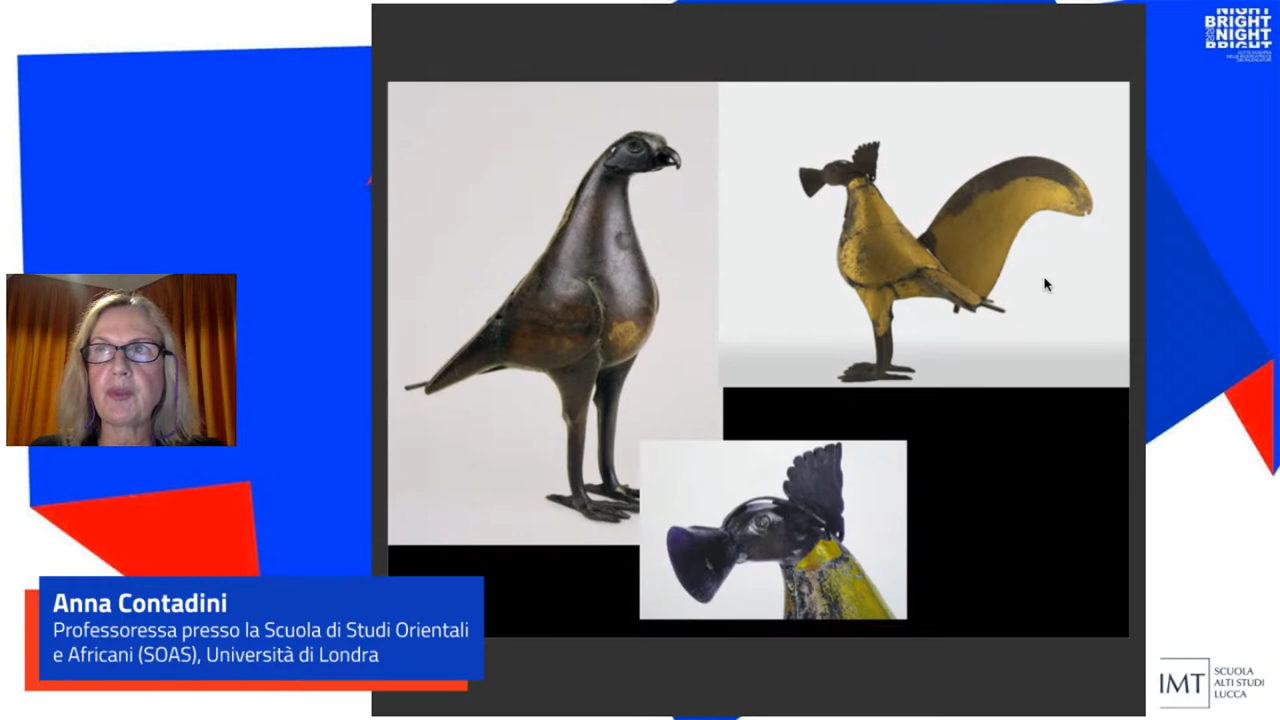 NIGHT
BRIGHT
NIGHT
BRIGHT
Anna Contadini
Professoressa presso la Scuola di Studi Orientali
e Africani (SOAS), Università di Londra
IMT
SCUOLA
ALTI STUDI
LUCCA